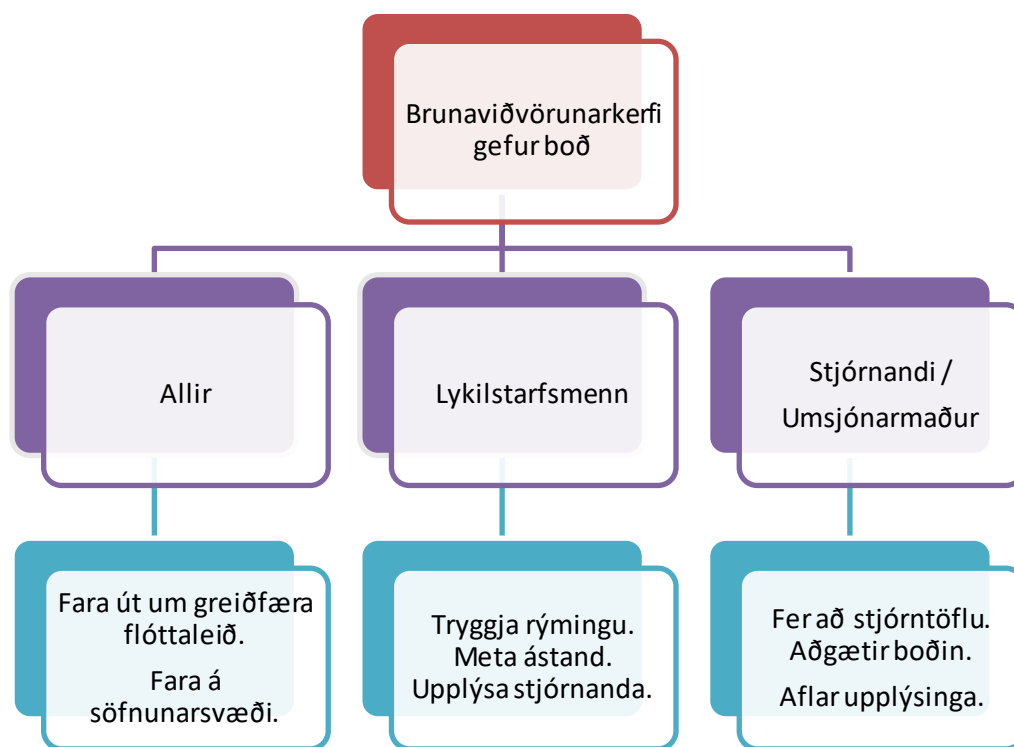 Brunaviðvörunarkerfi
gefur boð
Allir
Lykilstarfsmenn
Stjórnandi /
Umsjónarmaður
Fara út um greiðfæra
flóttaleið.
Fara á
söfnunarsvæði.
Tryggja rýmingu.
Meta ástand.
Upplýsa stjórnanda.
Fer að stjórntöflu.
Aðgætir boðin.
Aflar upplýsinga.